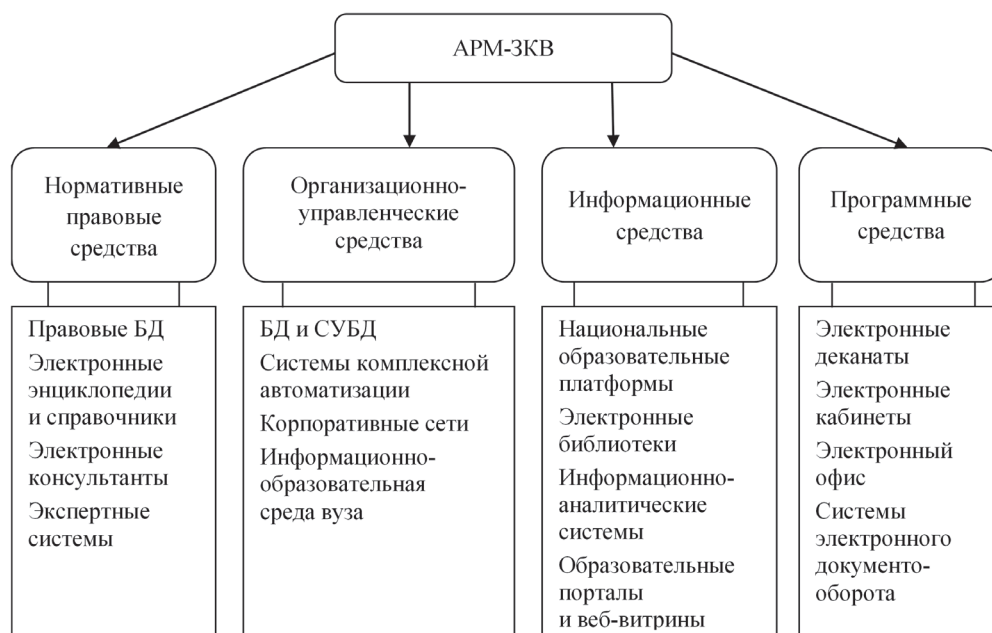 АРМ-ЗКВ
Нормативные
правовые
средства
Организационно-
управленческие
средства
Информационные
средства
Программные
средства
Правовые БД
Электронные
энциклопедии
и справочники
Электронные
консультанты
Экспертные
системы
БД и СУБД
Системы комплексной
автоматизации
Корпоративные сети
Информационно-
образовательная
среда вуза
Национальные
образовательные
платформы
Электронные
библиотеки
Информационно-
аналитические
системы
Образовательные
порталы
и веб-витрины
Электронные
деканаты
Электронные
кабинеты
Электронный
офис
Системы
электронного
документо-
оборота